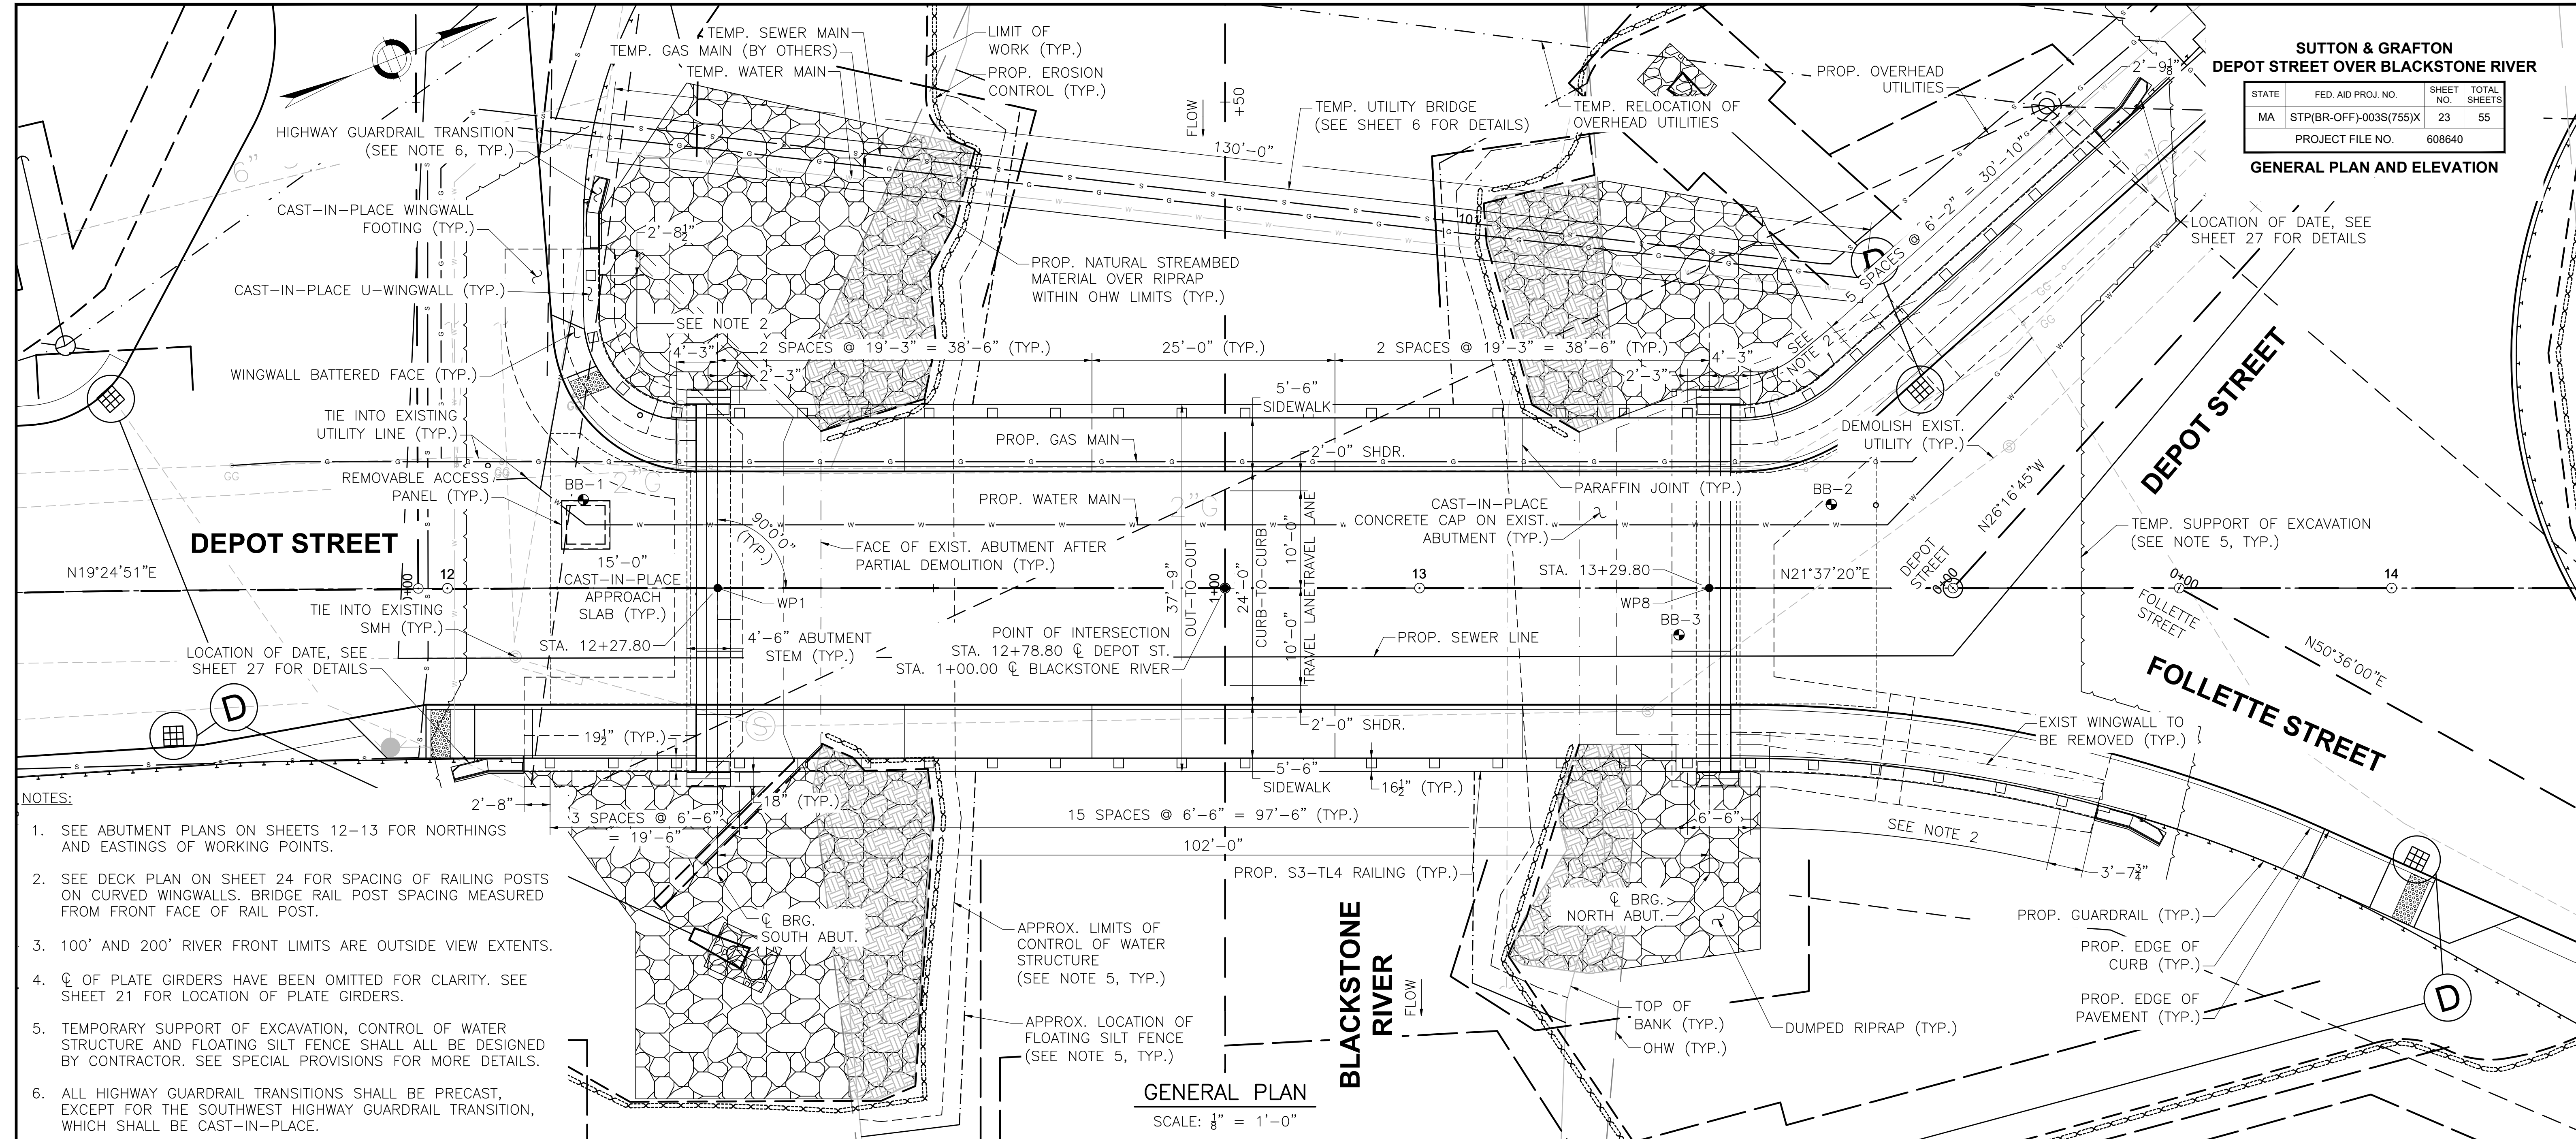 SUTTON & GRAFTON
DEPOT STREET OVER BLACKSTONE RIVER
STATE
FED. AID PROJ. NO.
SHEET
NO.
TOTAL
SHEETS
MA
STP(BR-OFF)-003S(755)X
23
55
PROJECT FILE NO.
608640
GENERAL PLAN AND ELEVATION
TEMP. SEWER MAIN
TEMP. GAS MAIN (BY OTHERS)
TEMP. WATER MAIN
LIMIT OF
WORK (TYP.)
PROP. EROSION
CONTROL (TYP.)
FLOW
+50
TEMP. UTILITY BRIDGE
(SEE SHEET 6 FOR DETAILS)
TEMP. RELOCATION OF
OVERHEAD UTILITIES
PROP. OVERHEAD
UTILITIES
2'-9⅛"
130'-0"
HIGHWAY GUARDRAIL TRANSITION
(SEE NOTE 6, TYP.)
CAST-IN-PLACE WINGWALL
FOOTING (TYP.)
CAST-IN-PLACE U-WINGWALL (TYP.)
WINGWALL BATTERED FACE (TYP.)
TIE INTO EXISTING
UTILITY LINE (TYP.)
REMOVABLE ACCESS
PANEL (TYP.)
6"
2'-8½"
SEE NOTE 2
4'-3"
2'-3"
PROP. NATURAL STREAMBED
MATERIAL OVER RIPRAP
WITHIN OHW LIMITS (TYP.)
2 SPACES @ 19'-3" = 38'-6" (TYP.)
25'-0" (TYP.)
2 SPACES @ 19'-3" = 38'-6" (TYP.)
4'-3"
2'-3"
101
5 SPACES @ 6'-2" = 30'-10"
SEE
NOTE 2
D
LOCATION OF DATE, SEE
SHEET 27 FOR DETAILS
5'-6"
SIDEWALK
PROP. GAS MAIN
2'-0" SHDR.
PROP. WATER MAIN
PARAFFIN JOINT (TYP.)
CAST-IN-PLACE
CONCRETE CAP ON EXIST.
ABUTMENT (TYP.)
DEMOLISH EXIST.
UTILITY (TYP.)
BB-1
BB-2
BB-3
2"G
2"G
GG
GG
DEPOT STREET
N19°24'51"E
0+00
12
15'-0"
CAST-IN-PLACE
APPROACH
SLAB (TYP.)
90°0'0"
(TYP.)
FACE OF EXIST. ABUTMENT AFTER
PARTIAL DEMOLITION (TYP.)
WP1
STA. 12+27.80
4'-6" ABUTMENT
STEM (TYP.)
37'-9"
OUT-TO-OUT
1+00
24'-0"
CURB-TO-CURB
10'-0"
TRAVEL LANE
10'-0"
TRAVEL LANE
13
STA. 13+29.80
WP8
N21°37'20"E
DEPOT
STREET
0+00
N26°16'45"W
DEPOT STREET
TEMP. SUPPORT OF EXCAVATION
(SEE NOTE 5, TYP.)
0+00
FOLLETTE
STREET
14
N50°36'00"E
FOLLETTE STREET
TIE INTO EXISTING
SMH (TYP.)
LOCATION OF DATE, SEE
SHEET 27 FOR DETAILS
D
POINT OF INTERSECTION
STA. 12+78.80 ℄ DEPOT ST.
STA. 1+00.00 ℄ BLACKSTONE RIVER
PROP. SEWER LINE
2'-0" SHDR.
EXIST WINGWALL TO
BE REMOVED (TYP.)
19½" (TYP.)
5'-6"
SIDEWALK
16½" (TYP.)
2'-8"
18" (TYP.)
3 SPACES @ 6'-6"
= 19'-6"
15 SPACES @ 6'-6" = 97'-6" (TYP.)
6'-6"
SEE NOTE 2
102'-0"
PROP. S3-TL4 RAILING (TYP.)
3'-7¾"
℄ BRG.
SOUTH ABUT.
℄ BRG.
NORTH ABUT.
APPROX. LIMITS OF
CONTROL OF WATER
STRUCTURE
(SEE NOTE 5, TYP.)
APPROX. LOCATION OF
FLOATING SILT FENCE
(SEE NOTE 5, TYP.)
BLACKSTONE
RIVER
FLOW
TOP OF
BANK (TYP.)
OHW (TYP.)
DUMPED RIPRAP (TYP.)
PROP. GUARDRAIL (TYP.)
PROP. EDGE OF
CURB (TYP.)
PROP. EDGE OF
PAVEMENT (TYP.)
D
NOTES:
1. SEE ABUTMENT PLANS ON SHEETS 12-13 FOR NORTHINGS
AND EASTINGS OF WORKING POINTS.
2. SEE DECK PLAN ON SHEET 24 FOR SPACING OF RAILING POSTS
ON CURVED WINGWALLS. BRIDGE RAIL POST SPACING MEASURED
FROM FRONT FACE OF RAIL POST.
3. 100' AND 200' RIVER FRONT LIMITS ARE OUTSIDE VIEW EXTENTS.
4. ℄ OF PLATE GIRDERS HAVE BEEN OMITTED FOR CLARITY. SEE
SHEET 21 FOR LOCATION OF PLATE GIRDERS.
5. TEMPORARY SUPPORT OF EXCAVATION, CONTROL OF WATER
STRUCTURE AND FLOATING SILT FENCE SHALL ALL BE DESIGNED
BY CONTRACTOR. SEE SPECIAL PROVISIONS FOR MORE DETAILS.
6. ALL HIGHWAY GUARDRAIL TRANSITIONS SHALL BE PRECAST,
EXCEPT FOR THE SOUTHWEST HIGHWAY GUARDRAIL TRANSITION,
WHICH SHALL BE CAST-IN-PLACE.
GENERAL PLAN
SCALE: ⅛" = 1'-0"